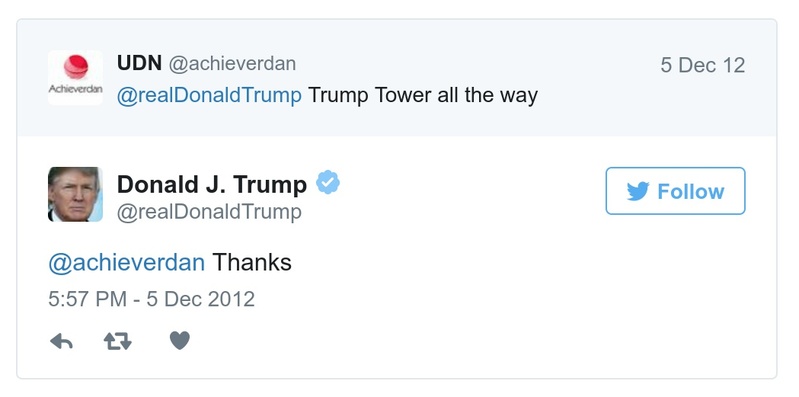 UDN @achieverdan
5 Dec 12
Achieverdan
@realDonaldTrump Trump Tower all the way
Donald J. Trump
@realDonaldTrump
Follow
@achieverdan Thanks
5:57 PM - 5 Dec 2012